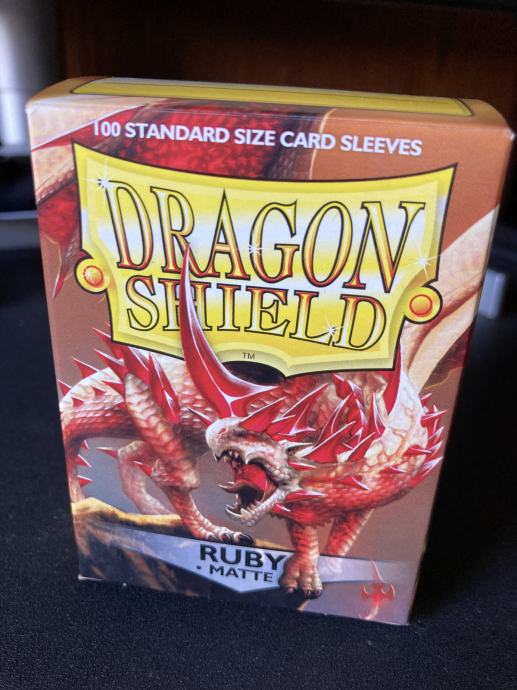 100 STANDARD SIZE CARD SLEEVES
DRAGON
SHIELD
TM
RUBY
• MATTE